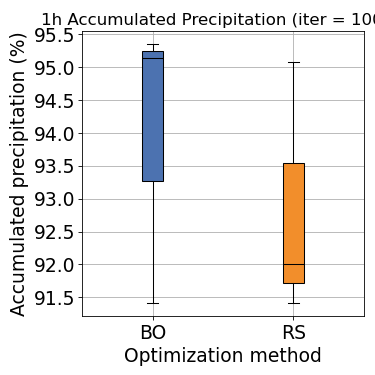 1h Accumulated Precipitation (iter = 100
Accumulated precipitation (%)
95.5
95.0
94.5
94.0
93.5
93.0
92.5
92.0
91.5
BO RS
Optimization method